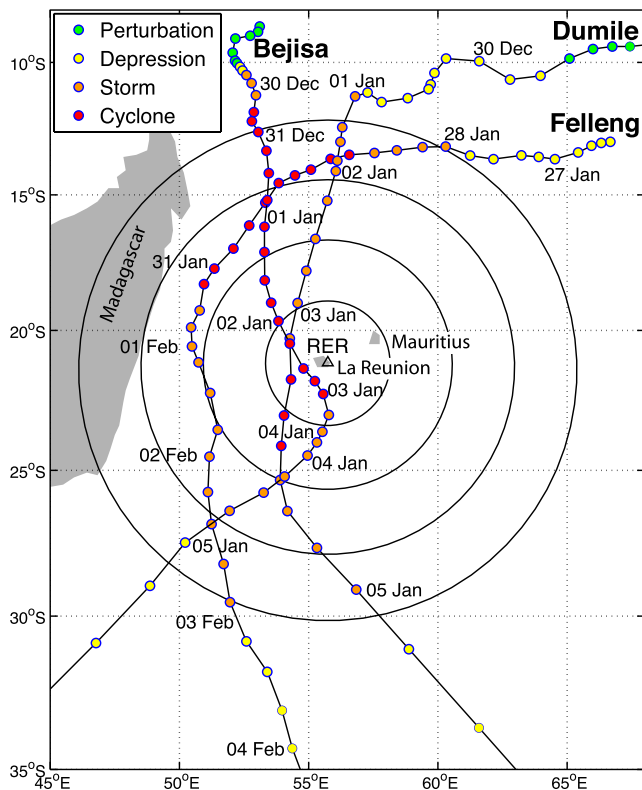 Perturbation
Depression
Storm
Cyclone
Bejisa
Dumile
Felleng
30 Dec
30 Dec
01 Jan
31 Dec
28 Jan
27 Jan
02 Jan
01 Jan
31 Jan
Madagascar
03 Jan
02 Jan
01 Feb
RER
Mauritius
La Reunion
03 Jan
04 Jan
02 Feb
04 Jan
05 Jan
05 Jan
03 Feb
04 Feb
10°S
15°S
20°S
25°S
30°S
35°S
45°E
50°E
55°E
60°E
65°E